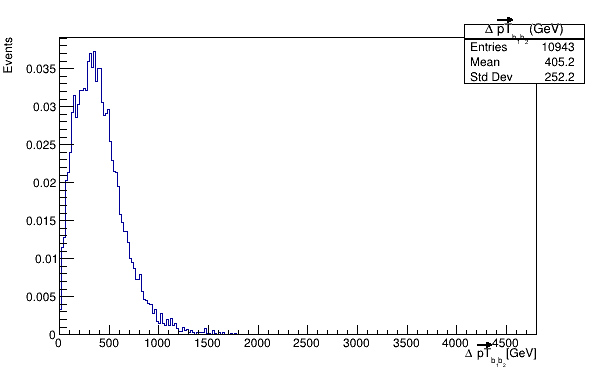 Δ pT b₁b₂ (GeV)
Entries 10943
Mean 405.2
Std Dev 252.2
Events
0.035
0.03
0.025
0.02
0.015
0.01
0.005
0
0 500 1000 1500 2000 2500 3000 3500 4000 4500
Δ pT b₁b₂ [GeV]